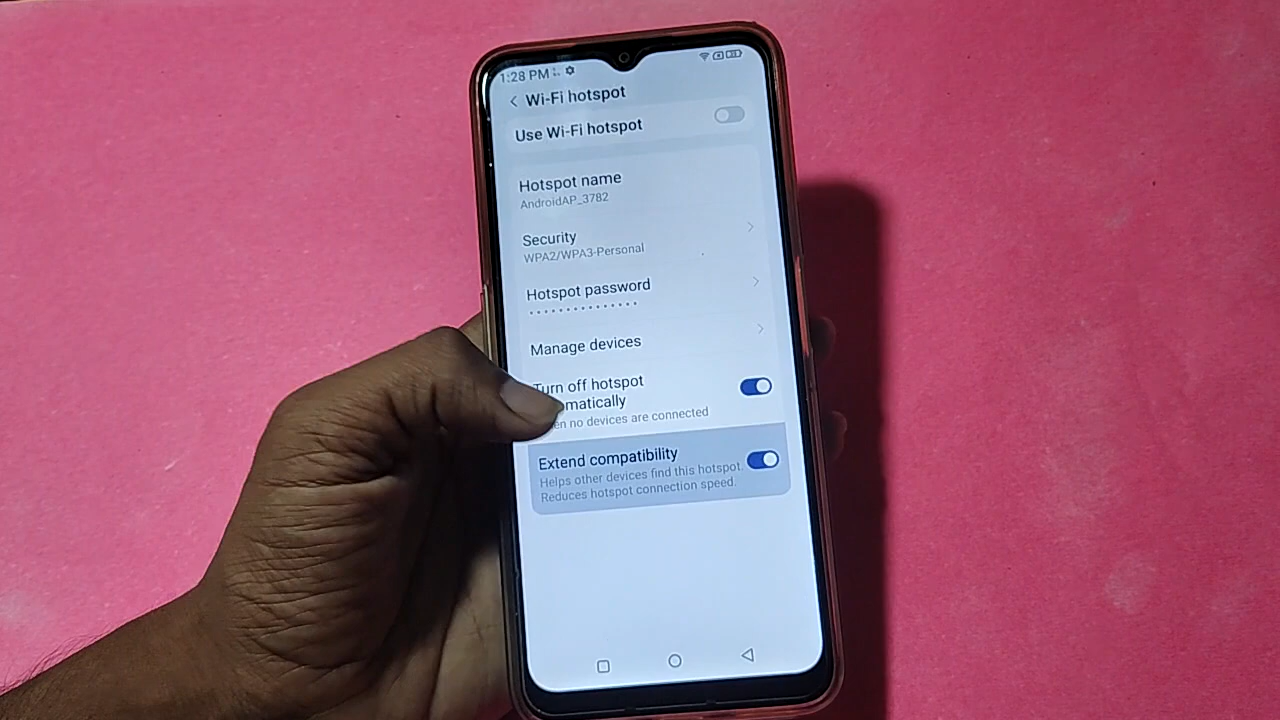 1:28 PM
Wi-Fi hotspot
Use Wi-Fi hotspot
Hotspot name
AndroidAP_3782
Security
WPA2/WPA3-Personal
Hotspot password
Manage devices
Turn off hotspot
no devices are connected
Extend compatibility
Helps other devices find this hotspot.
Reduces hotspot connection speed.